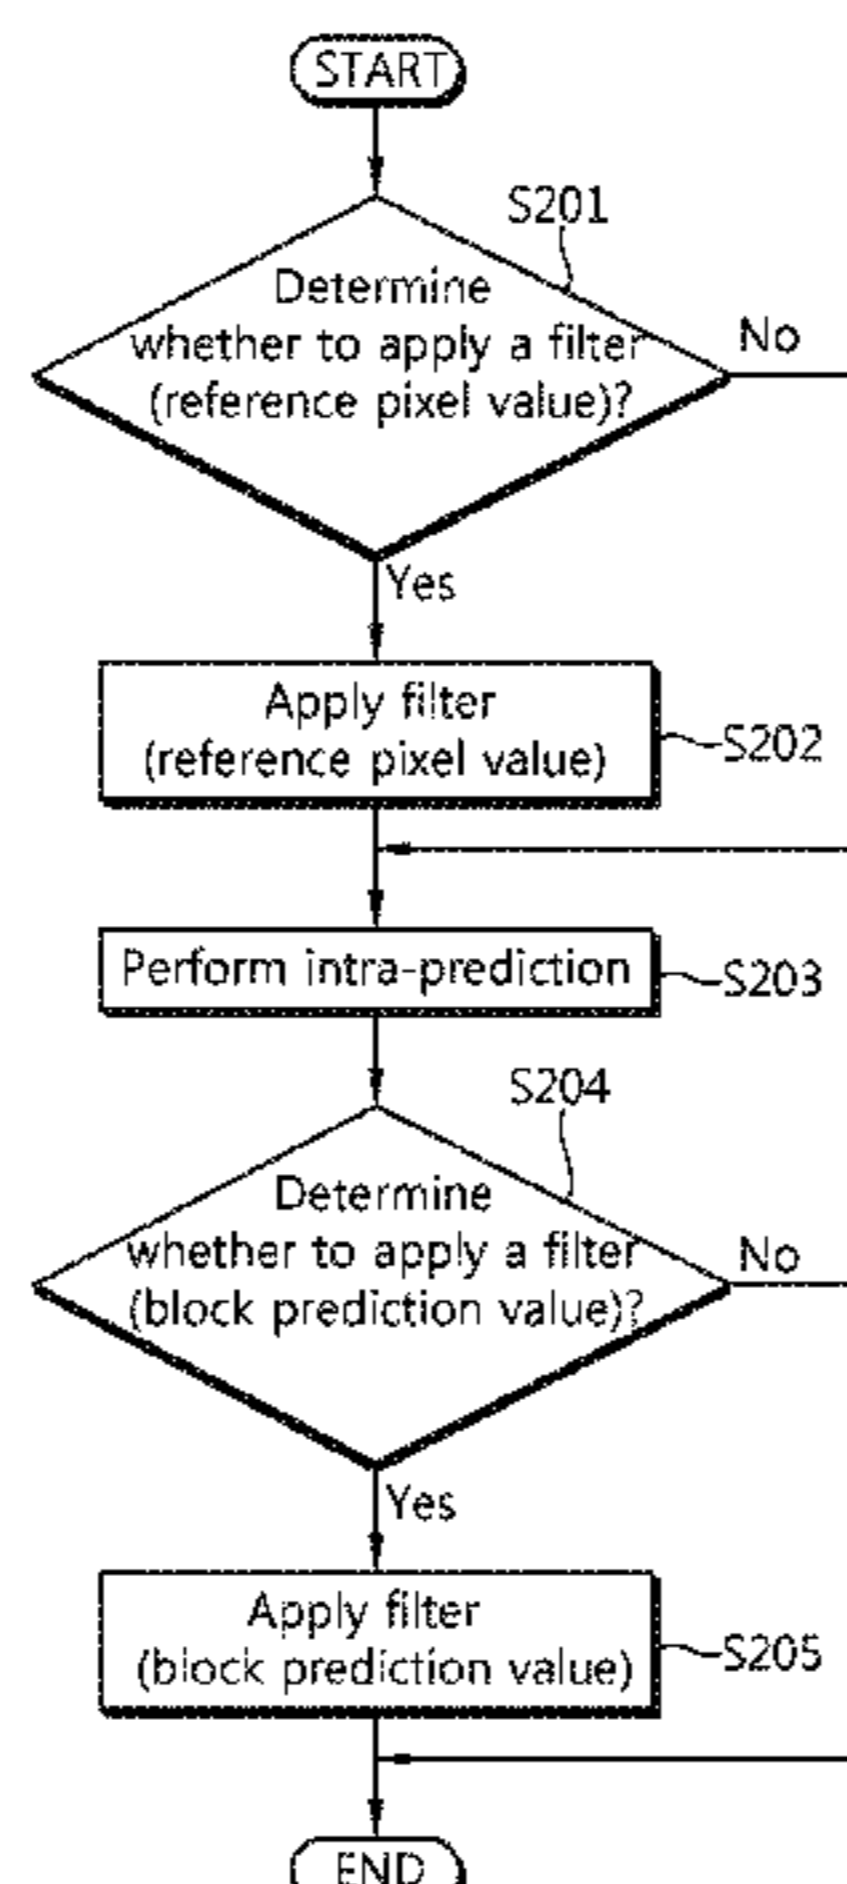 START
S201
Determine
whether to apply a filter
(reference pixel value)?
No
Yes
Apply filter
(reference pixel value)
S202
Perform intra-prediction
S203
S204
Determine
whether to apply a filter
(block prediction value)?
No
Yes
Apply filter
(block prediction value)
S205
END